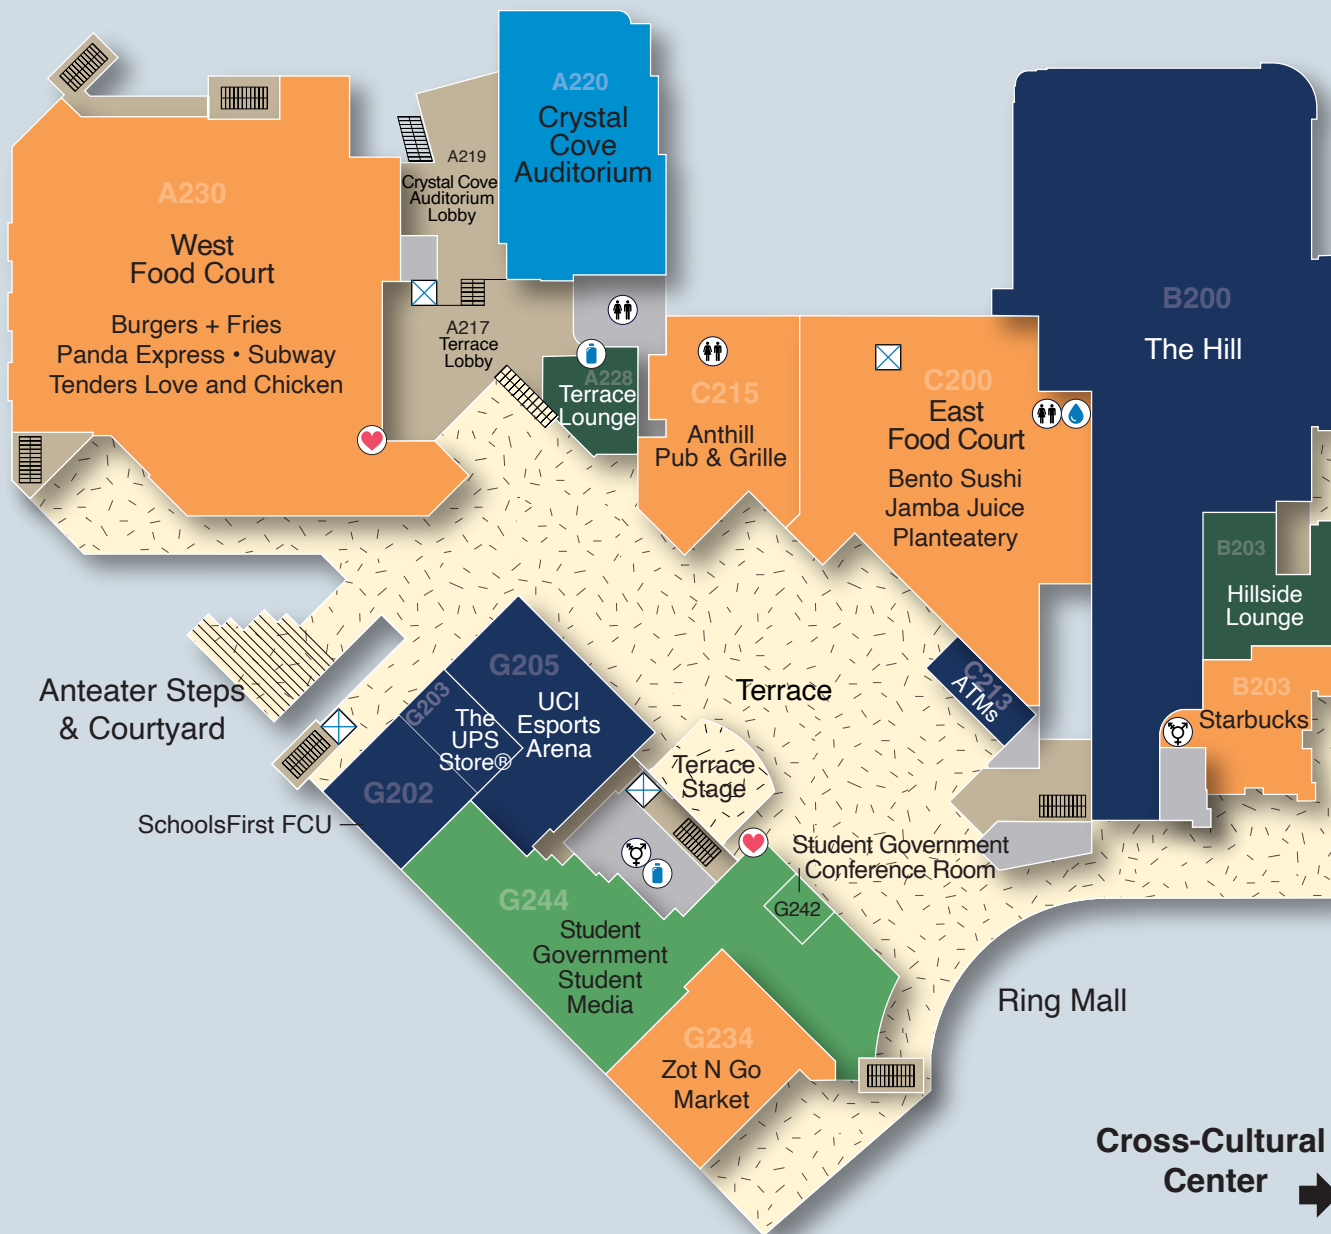 A220
Crystal
Cove
Auditorium
A219
Crystal Cove
Auditorium
Lobby
A230
West
Food Court
Burgers + Fries
Panda Express • Subway
Tenders Love and Chicken
A217
Terrace
Lobby
A228
Terrace
Lounge
C215
Anthill
Pub & Grille
C200
East
Food Court
Bento Sushi
Jamba Juice
Planteatery
B200
The Hill
B203
Hillside
Lounge
B203
Starbucks
C213
ATMs
Terrace
Terrace
Stage
G205
UCI
Esports
Arena
G203
The
UPS
Store®
G202
SchoolsFirst FCU
Anteater Steps
& Courtyard
Student Government
Conference Room
G242
G244
Student
Government
Student
Media
G234
Zot N Go
Market
Ring Mall
Cross-Cultural
Center